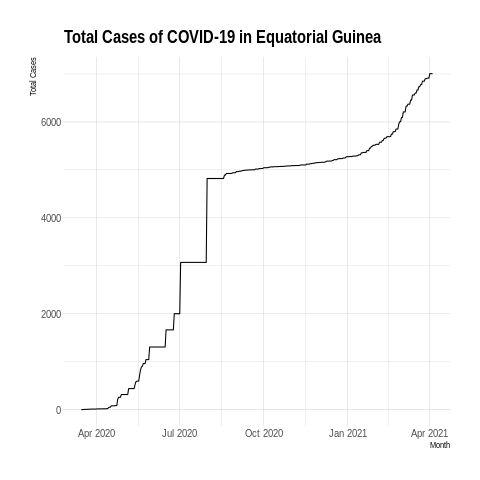 Total Cases of COVID-19 in Equatorial Guinea
Total Cases
6000
4000
2000
0
Apr 2020 Jul 2020 Oct 2020 Jan 2021 Apr 2021
Month